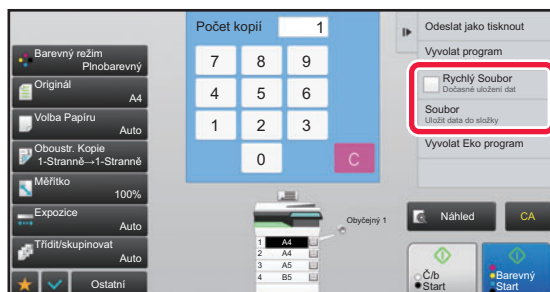 Počet kopií
1
Barevný režim
Plnobarevný
Originál
A4
Volba Papíru
Auto
Oboustr. Kopie
1-Stranně→1-Stranně
Měřítko
100%
Expozice
Auto
Třídit/skupinovat
Auto
Ostatní
7 8 9
4 5 6
1 2 3
0 C
Obyčejný 1
1 A4
2 A4
3 A5
4 B5
Odeslat jako tisknout
Vyvolat program
Rychlý Soubor
Dočasné uložení dat
Soubor
Uložit data do složky
Vyvolat Eko program
Náhled
CA
Č/b
Start
Barevný
Start